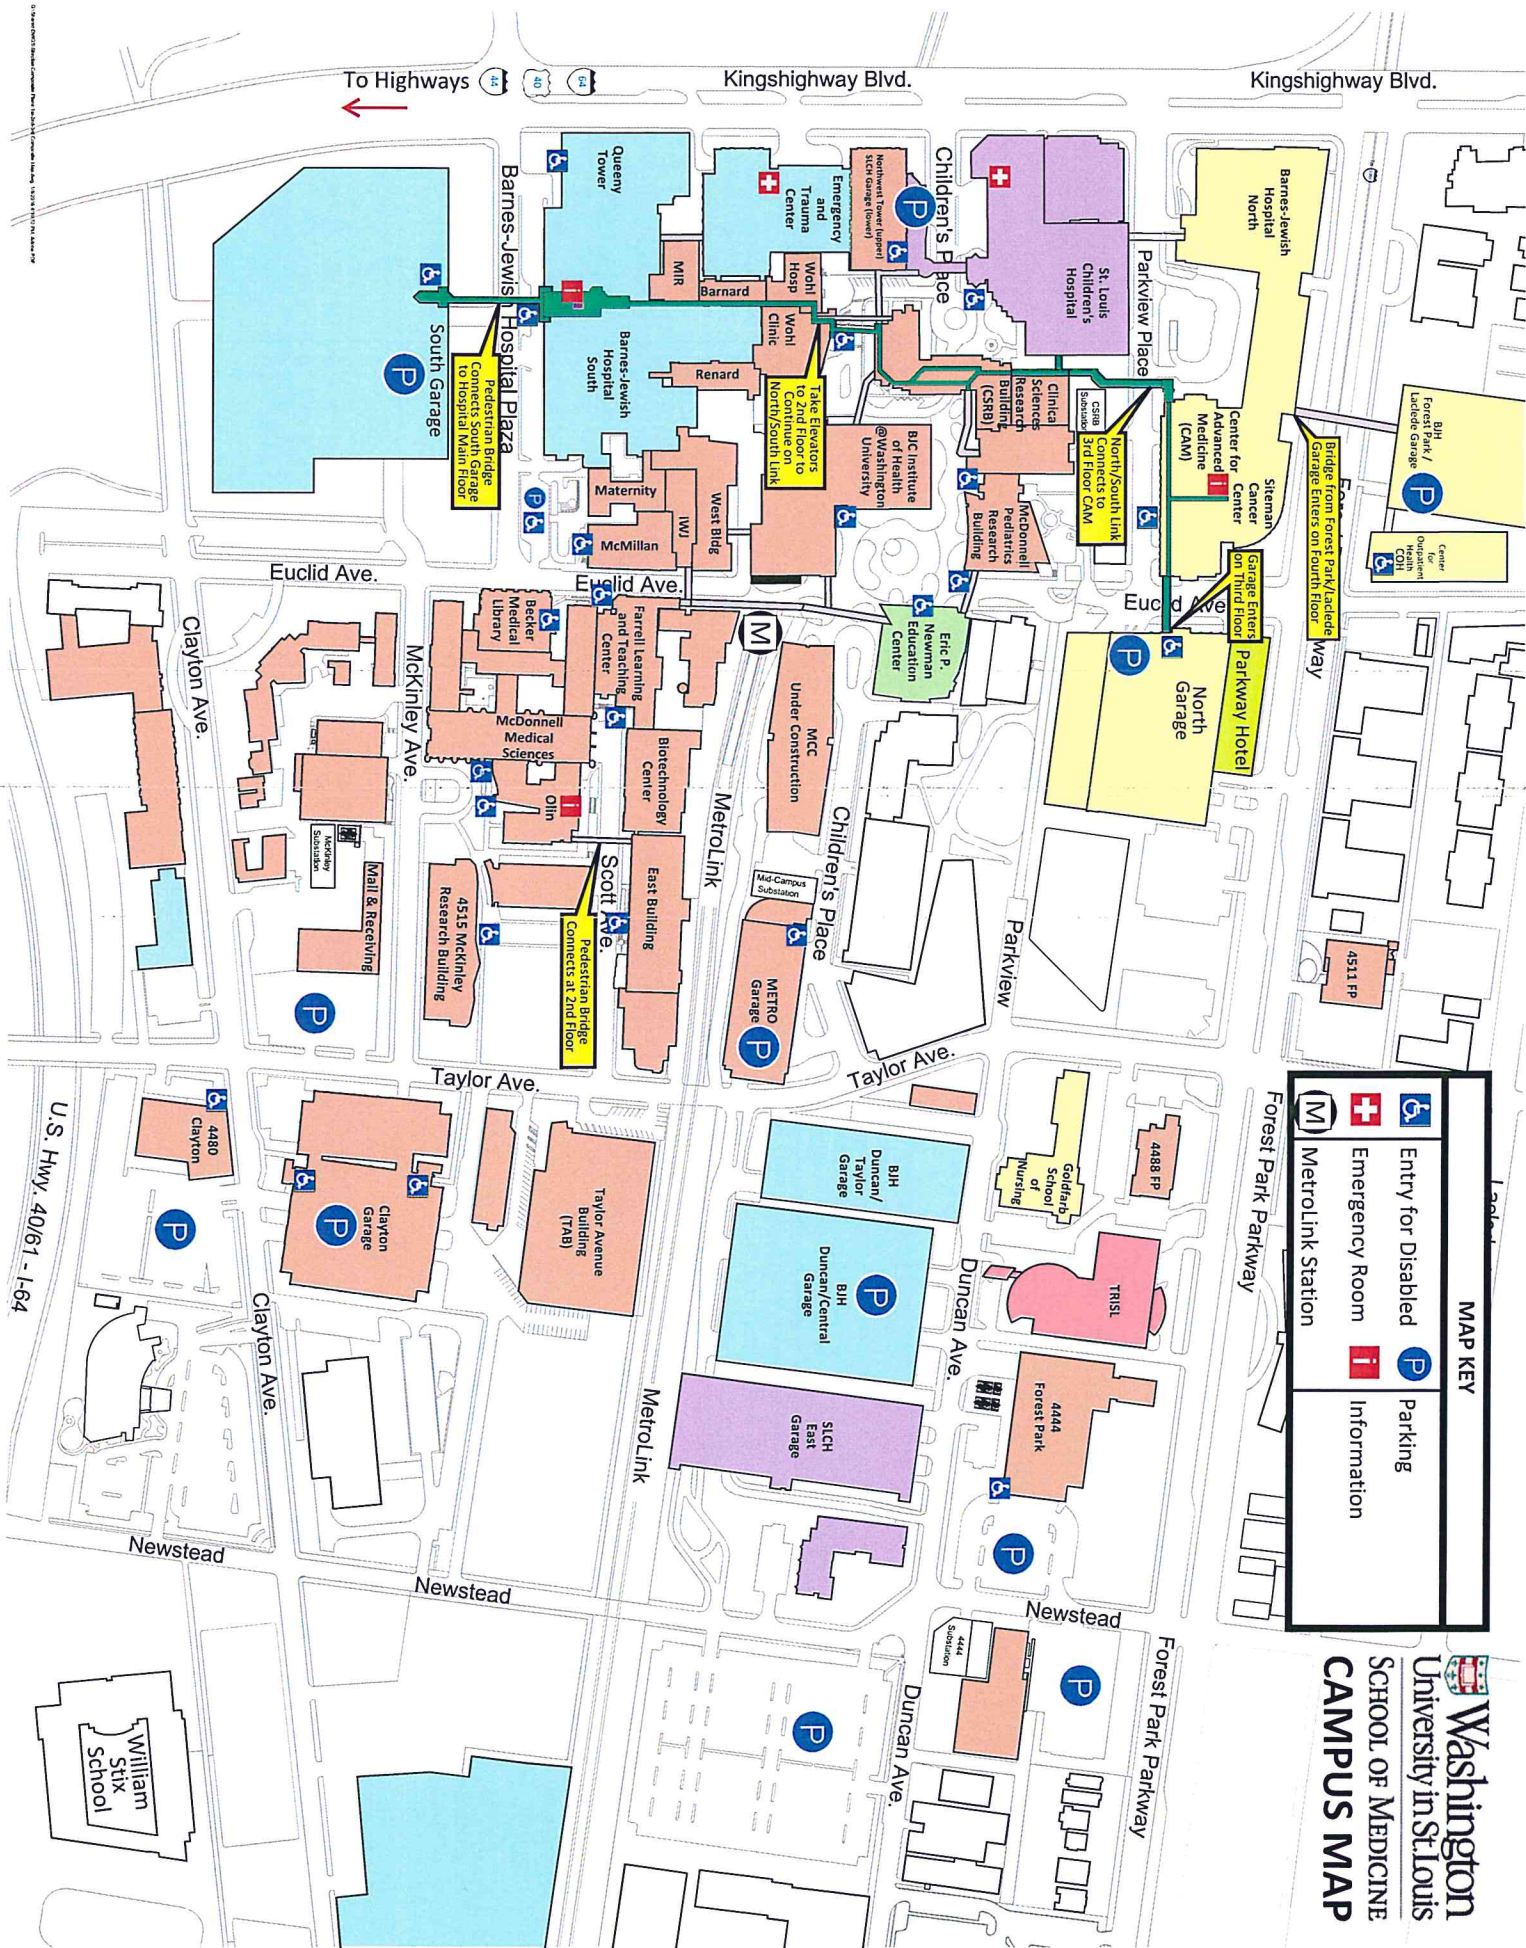 Washington
University in St.Louis
SCHOOL OF MEDICINE
CAMPUS MAP
MAP KEY
Entry for Disabled
P
Parking
Emergency Room
i
Information
M
MetroLink Station
To Highways
44
40
64
Kingshighway Blvd.
Kingshighway Blvd.
Queeny
Tower
Emergency
and
Trauma
Center
Northwest Tower (upper)
SLCH Garage (lower)
P
Children's Place
St. Louis
Children's
Hospital
Parkview Place
Barnes-Jewish
Hospital
North
BJH
Forest Park /
Laclede Garage
P
Center
for
Outpatient
Health
COH
Bridge from Forest Park/Laclede
Garage Enters on Fourth Floor
Siteman
Cancer
Center
Center for
Advanced
Medicine
(CAM)
i
Garage Enters
on Third Floor
Parkway Hotel
North
Garage
P
North/South Link
Connects to
3rd Floor CAM
CSRB
Substation
Clinica
Sciences
Research
Building
(CSRB)
McDonnell
Pediatrics
Research
Building
BJC Institute
of Health
@Washington
University
Take Elevators
to 2nd Floor to
Continue on
North/South Link
MIR
Barnard
Wohl
Hosp
Wohl
Clinic
Renard
Barnes-Jewish
Hospital
South
i
Barnes-Jewis
Hospital Plaza
South Garage
P
Pedestrian Bridge
Connects South Garage
to Hospital Main Floor
Maternity
IWJ
West Bldg
McMillan
P
Euclid Ave.
Euclid Ave.
Euclid Ave
Eric P.
Newman
Education
Center
M
Clayton Ave.
McKinley Ave.
Becker
Medical
Library
Farrell Learning
and Teaching
Center
McDonnell
Medical
Sciences
Olin
i
Biotechnology
Center
MetroLink
MCC
Under Construction
Children's Place
Mid-Campus
Substation
METRO
Garage
P
East Building
Scott Ave.
Pedestrian Bridge
Connects at 2nd Floor
4515 McKinley
Research Building
McKinley
Substation
Mail & Receiving
P
Parkview
4511 FP
way
Taylor Ave.
Taylor Ave.
Forest Park Parkway
4488 FP
Goldfarb
School
of
Nursing
TRISL
4444
Forest Park
P
BJH
Duncan/
Taylor
Garage
BJH
Duncan/Central
Garage
P
SLCH
East
Garage
Duncan Ave.
MetroLink
Taylor Avenue
Building
(TAB)
Clayton
Garage
P
4480
Clayton
P
Clayton Ave.
U.S. Hwy. 40/61 - I-64
Newstead
Newstead
Newstead
4444
Substation
P
P
Duncan Ave.
Forest Park Parkway
William
Stix
School